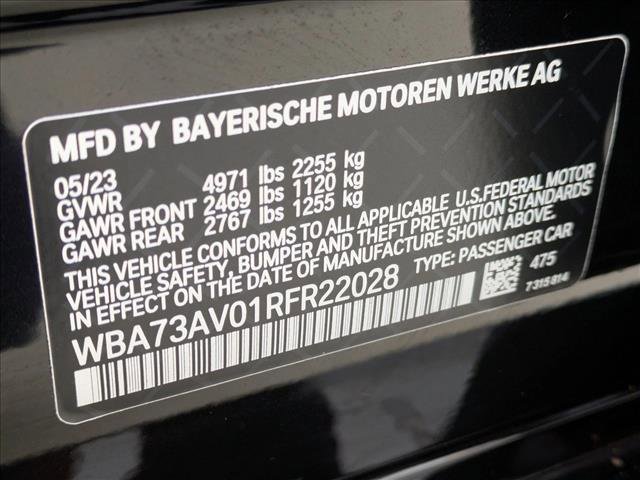 MFD BY BAYERISCHE MOTOREN WERKE AG
05/23
GVWR 4971 lbs 2255 kg
GAWR FRONT 2469 lbs 1120 kg
GAWR REAR 2767 lbs 1255 kg
THIS VEHICLE CONFORMS TO ALL APPLICABLE U.S.FEDERAL MOTOR
VEHICLE SAFETY, BUMPER AND THEFT PREVENTION STANDARDS
IN EFFECT ON THE DATE OF MANUFACTURE SHOWN ABOVE.
WBA73AV01RFR22028 TYPE: PASSENGER CAR
475
7315814